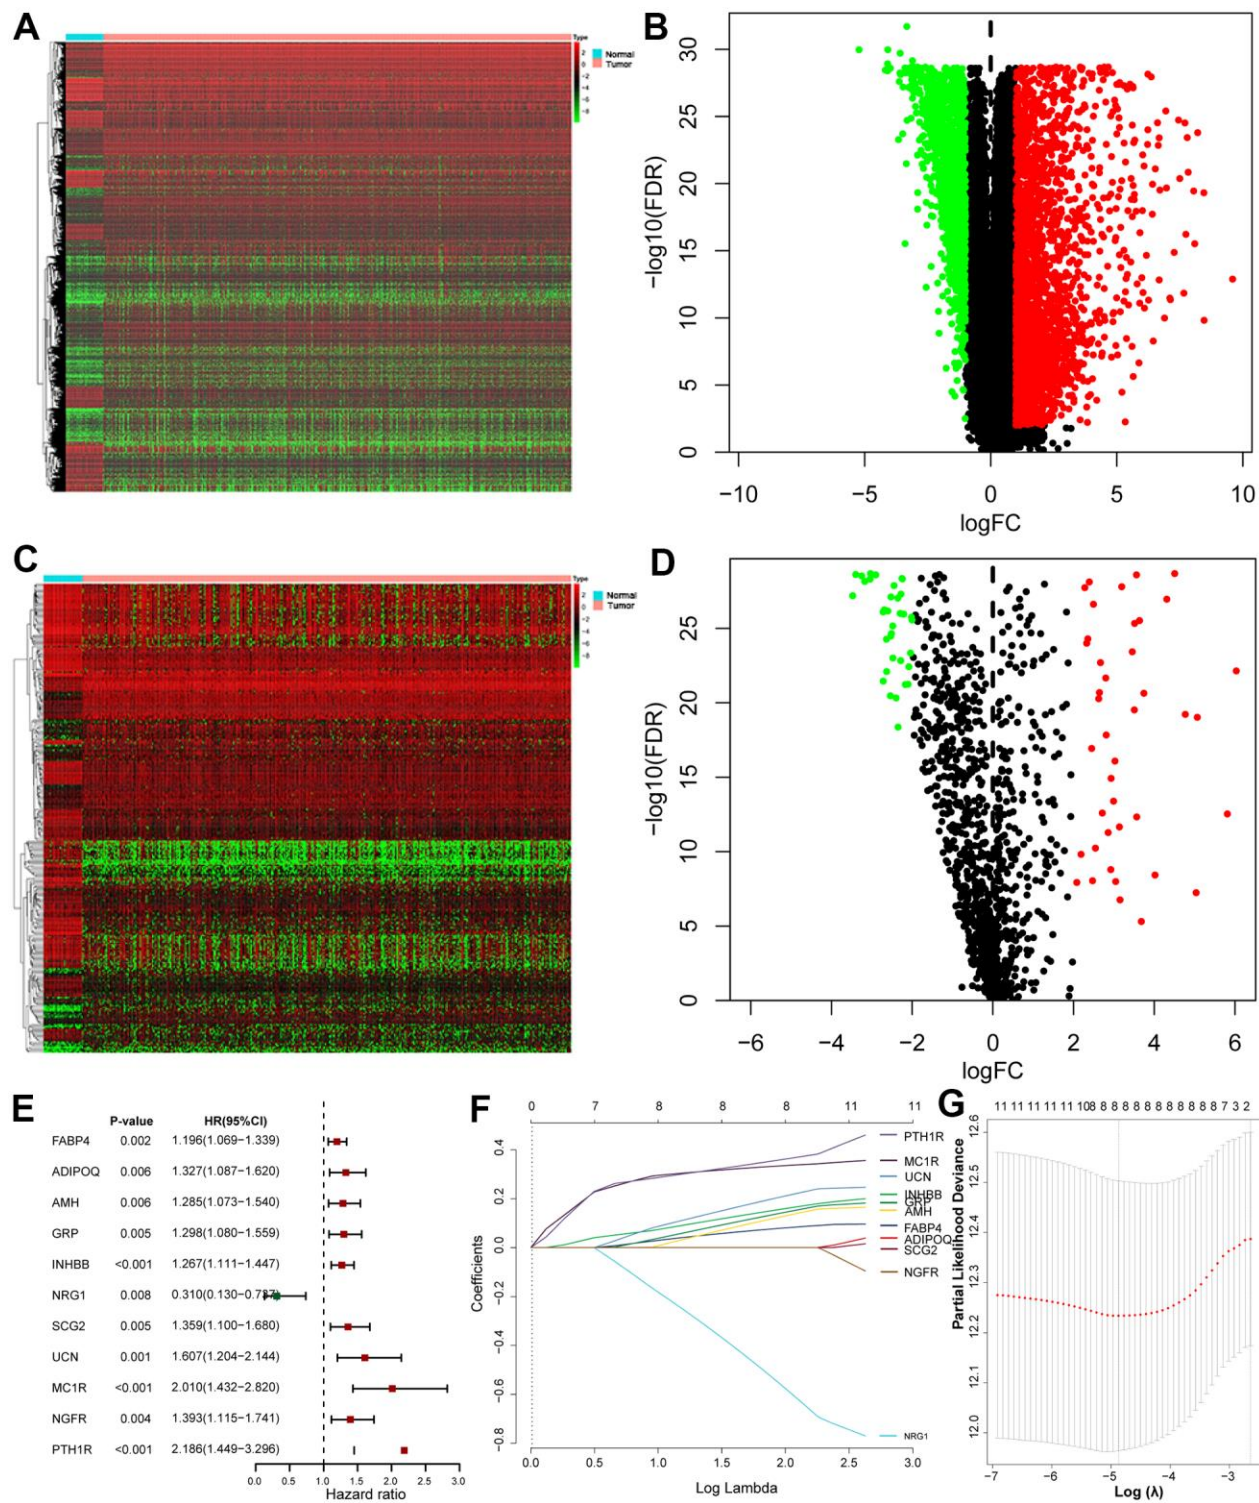 A
Type
Normal
Tumor
2
0
−2
−4
−6
−8
B
30
25
20
15
10
5
0
−log10(FDR)
−10 −5 0 5 10
logFC
C
Type
Normal
Tumor
2
0
−2
−4
−6
−8
D
25
20
15
10
5
0
−log10(FDR)
−6 −4 −2 0 2 4 6
logFC
E
P-value HR(95%CI)
FABP4 0.002 1.196(1.069−1.339)
ADIPOQ 0.006 1.327(1.087−1.620)
AMH 0.006 1.285(1.073−1.540)
GRP 0.005 1.298(1.080−1.559)
INHBB <0.001 1.267(1.111−1.447)
NRG1 0.008 0.310(0.130−0.737)
SCG2 0.005 1.359(1.100−1.680)
UCN 0.001 1.607(1.204−2.144)
MC1R <0.001 2.010(1.432−2.820)
NGFR 0.004 1.393(1.115−1.741)
PTH1R <0.001 2.186(1.449−3.296)
0.0 0.5 1.0 1.5 2.0 2.5 3.0
Hazard ratio
F
0 7 8 8 8 11 11
0.4
0.2
0.0
−0.2
−0.4
−0.6
−0.8
Coefficients
PTH1R
MC1R
UCN
INHBB
GRP
AMH
FABP4
ADIPOQ
SCG2
NGFR
NRG1
0.0 0.5 1.0 1.5 2.0 2.5 3.0
Log Lambda
G
11 11 11 11 11 10 8 8 8 8 8 8 8 8 8 7 3 2
12.6
12.5
12.4
12.3
12.2
12.1
12.0
Partial Likelihood Deviance
−7 −6 −5 −4 −3
Log (λ)